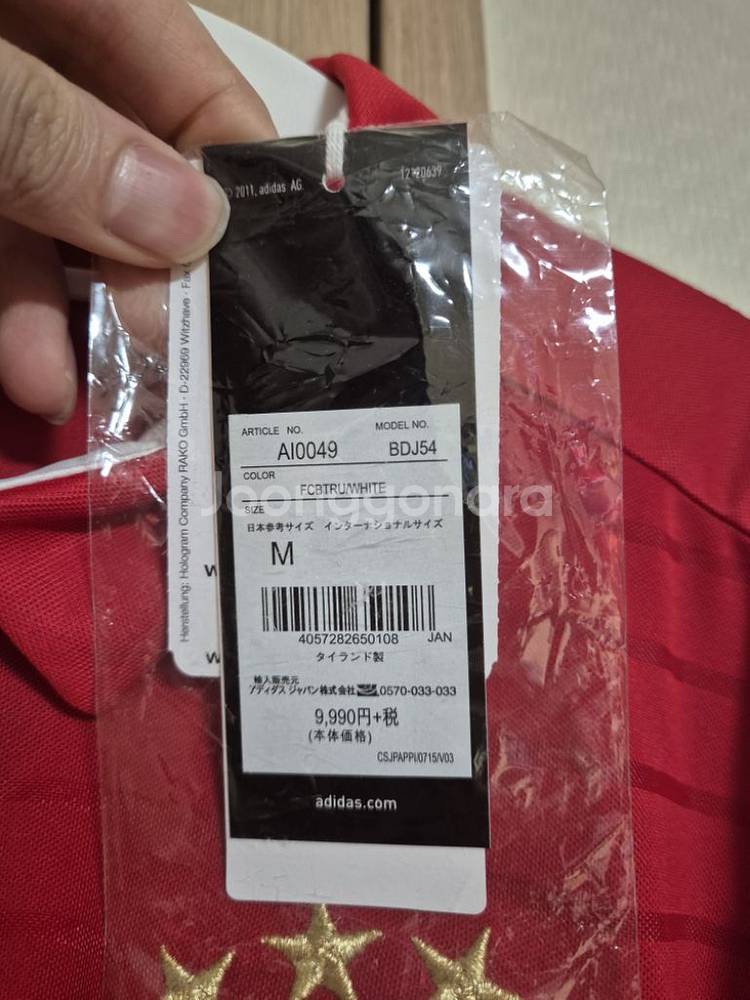 © 2011, adidas AG.
ARTICLE NO.
MODEL NO.
AI0049
BDJ54
COLOR
FCBTRU/WHITE
SIZE
日本参考サイズ インターナショナルサイズ
M
4057282650108 JAN
タイランド製
輸入販売元
アディダス ジャパン株式会社 0570-033-033
9,990円+税
(本体価格)
CSJPAPPI/0715/V03
adidas.com
Herstellung: Hologram Company RAKO GmbH · D-22969 Witzhave · Fax
w
w
Joonggonara